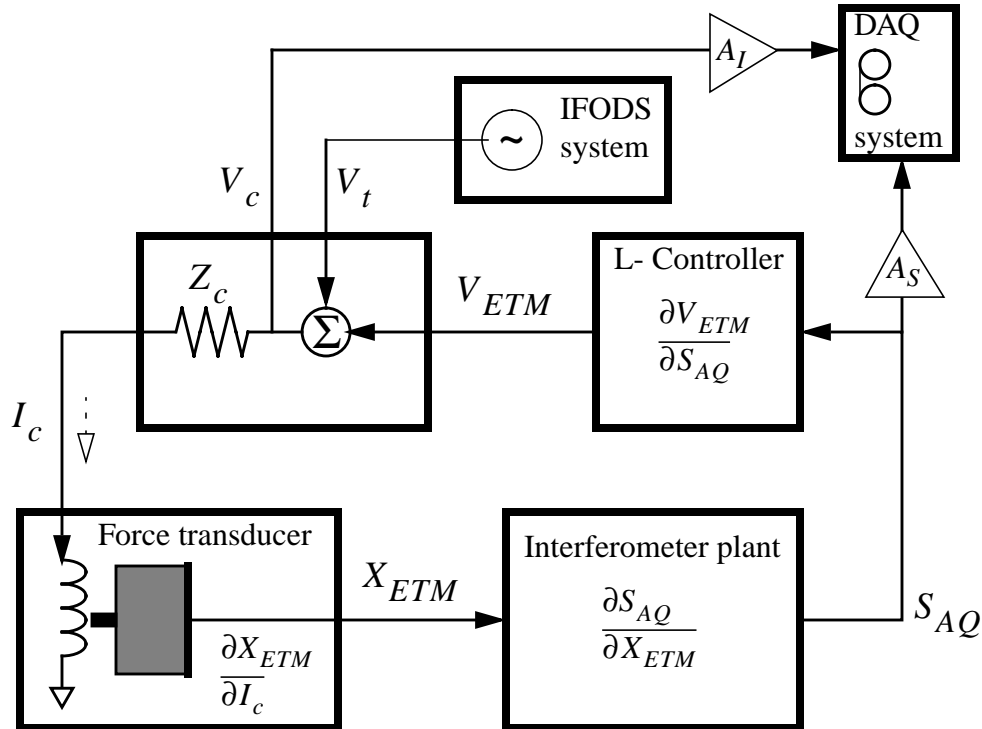 A_I
DAQ
system
IFODS
system
~
V_c
V_t
Z_c
Σ
V_ETM
L- Controller
∂V_ETM
∂S_AQ
A_S
I_c
Force transducer
∂X_ETM
∂I_c
X_ETM
Interferometer plant
∂S_AQ
∂X_ETM
S_AQ